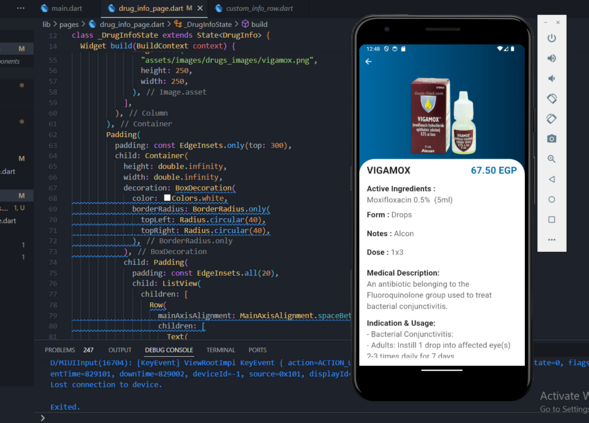 main.dart
drug_info_page.dart M
custom_info_row.dart
lib > pages > drug_info_page.dart > _DrugInfoState > build
12 class _DrugInfoState extends State<DrugInfo> {
14 Widget build(BuildContext context) {
55 "assets/images/drugs_images/vigamox.png",
56 height: 250,
57 width: 250,
58 ), // Image.asset
59 ],
60 ), // Column
61 ), // Container
62 Padding(
63 padding: const EdgeInsets.only(top: 300),
64 child: Container(
65 height: double.infinity,
66 width: double.infinity,
67 decoration: BoxDecoration(
68 color: Colors.white,
69 borderRadius: BorderRadius.only(
70 topLeft: Radius.circular(40),
71 topRight: Radius.circular(40),
72 ), // BorderRadius.only
73 ), // BoxDecoration
74 child: Padding(
75 padding: const EdgeInsets.all(20),
76 child: ListView(
77 children: [
78 Row(
79 mainAxisAlignment: MainAxisAlignment.spaceBet
80 children: [
Text(
M
ponents
M
.dart
M
1, U
e.dart
1
1
PROBLEMS 247 OUTPUT DEBUG CONSOLE TERMINAL PORTS
D/MIUIInput(16704): [KeyEvent] ViewRootImpl KeyEvent { action=ACTION_
tate=0, flags
entTime=829101, downTime=829002, deviceId=-1, source=0x101, displayId=
Lost connection to device.
Exited.
12:48
VIGAMOX
VIGAMOX
Alcon
VIGAMOX 67.50 EGP
Active Ingredients :
Moxifloxacin 0.5% (5ml)
Form : Drops
Notes : Alcon
Dose : 1x3
Medical Description:
An antibiotic belonging to the
Fluoroquinolone group used to treat
bacterial conjunctivitis.
Indication & Usage:
- Bacterial Conjunctivitis:
- Adults: Instill 1 drop into affected eye(s)
2-3 times daily for 7 days
Activate W
Go to Settings